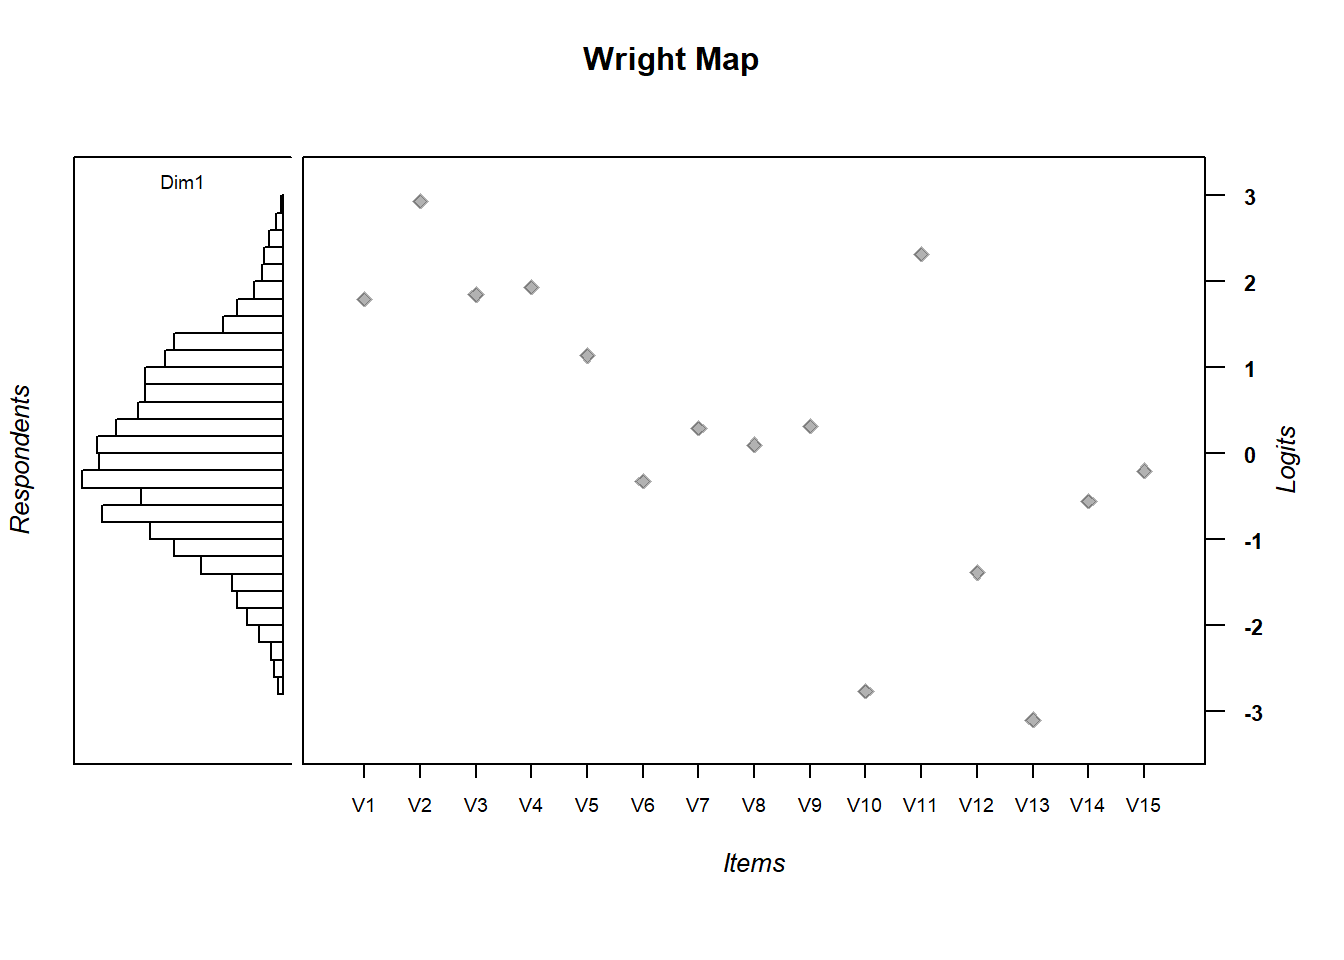 Wright Map
Dim1
Respondents
3
2
1
0
-1
-2
-3
Logits
V1 V2 V3 V4 V5 V6 V7 V8 V9 V10 V11 V12 V13 V14 V15
Items